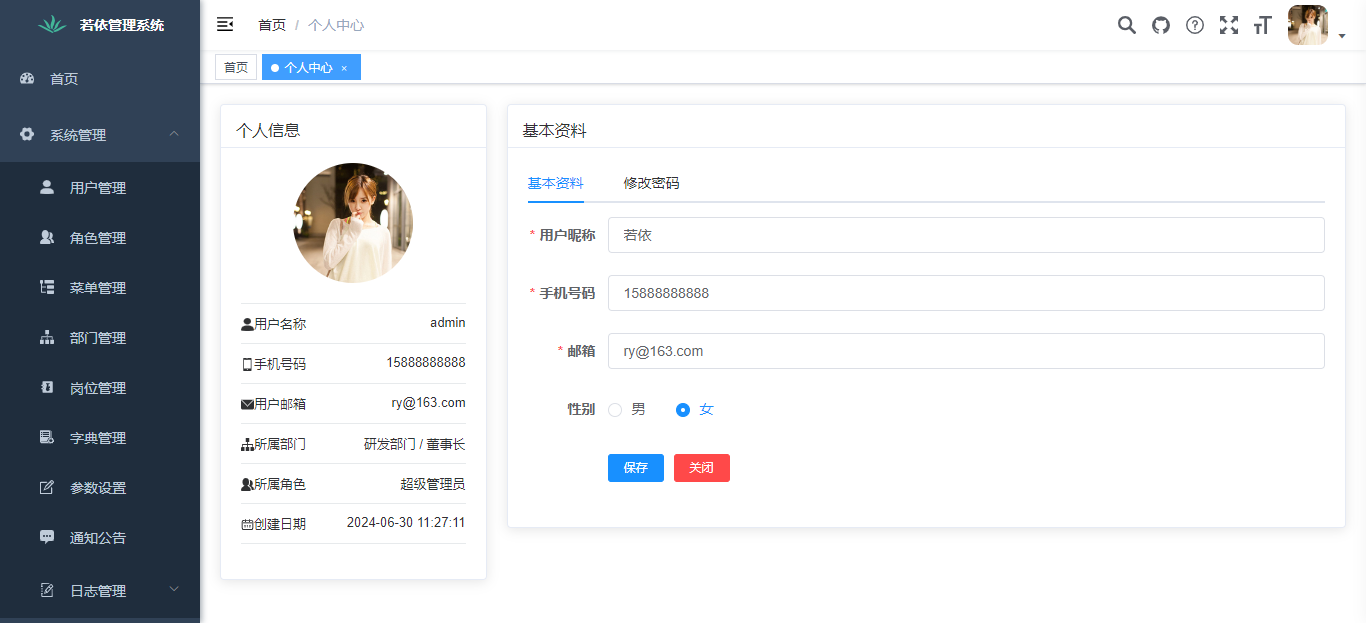 若依管理系统
首页
系统管理
用户管理
角色管理
菜单管理
部门管理
岗位管理
字典管理
参数设置
通知公告
日志管理
首页 / 个人中心
首页
个人中心 ×
个人信息
用户名称 admin
手机号码 15888888888
用户邮箱 ry@163.com
所属部门 研发部门 / 董事长
所属角色 超级管理员
创建日期 2024-06-30 11:27:11
基本资料
基本资料 修改密码
* 用户昵称 若依
* 手机号码 15888888888
* 邮箱 ry@163.com
性别 男 女
保存 关闭